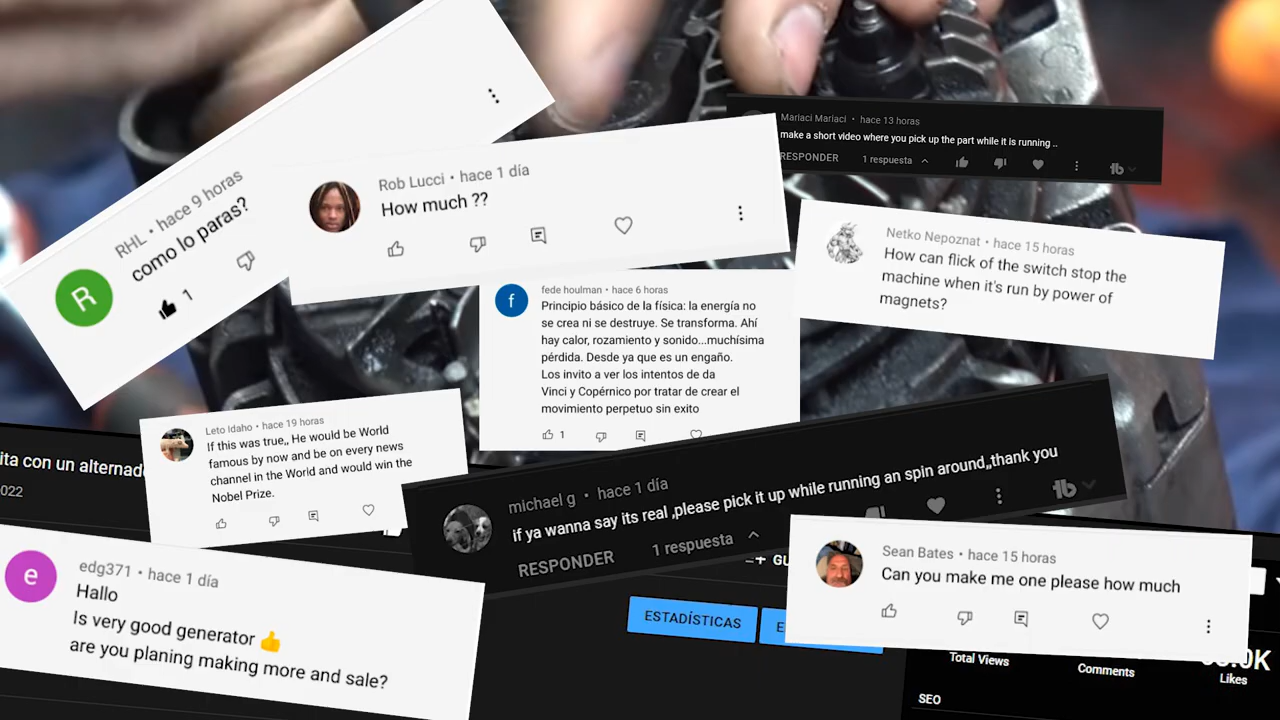 RHL • hace 9 horas
como lo paras?
1
Rob Lucci • hace 1 día
How much ??
Mariaci Mariaci • hace 13 horas
make a short video where you pick up the part while it is running ..
RESPONDER 1 respuesta
Netko Nepoznat • hace 15 horas
How can flick of the switch stop the
machine when it's run by power of
magnets?
fede houlman • hace 6 horas
Principio básico de la física: la energía no
se crea ni se destruye. Se transforma. Ahí
hay calor, rozamiento y sonido...muchísima
pérdida. Desde ya que es un engaño.
Los invito a ver los intentos de da
Vinci y Copérnico por tratar de crear el
movimiento perpetuo sin exito
1
Leto Idaho • hace 19 horas
If this was true,, He would be World
famous by now and be on every news
channel in the World and would win the
Nobel Prize.
michael g • hace 1 día
if ya wanna say its real ,please pick it up while running an spin around,,thank you
RESPONDER 1 respuesta
edg371 • hace 1 día
Hallo
Is very good generator 👍
are you planing making more and sale?
Sean Bates • hace 15 horas
Can you make me one please how much
con un
ESTADÍSTICAS
Total Views
Comments
Likes
SEO